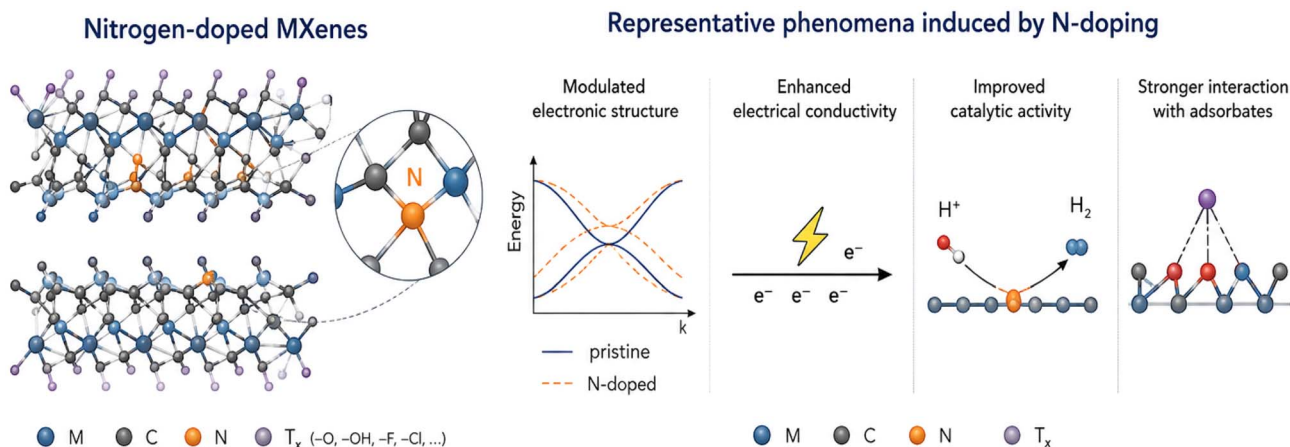 Nitrogen-doped MXenes
N
M
C
N
Tx (–O, –OH, –F, –Cl, ...)
Representative phenomena induced by N-doping
Modulated
electronic structure
Energy
k
pristine
N-doped
Enhanced
electrical conductivity
e⁻
e⁻ e⁻ e⁻
Improved
catalytic activity
H⁺
H₂
Stronger interaction
with adsorbates
M
C
N
Tx